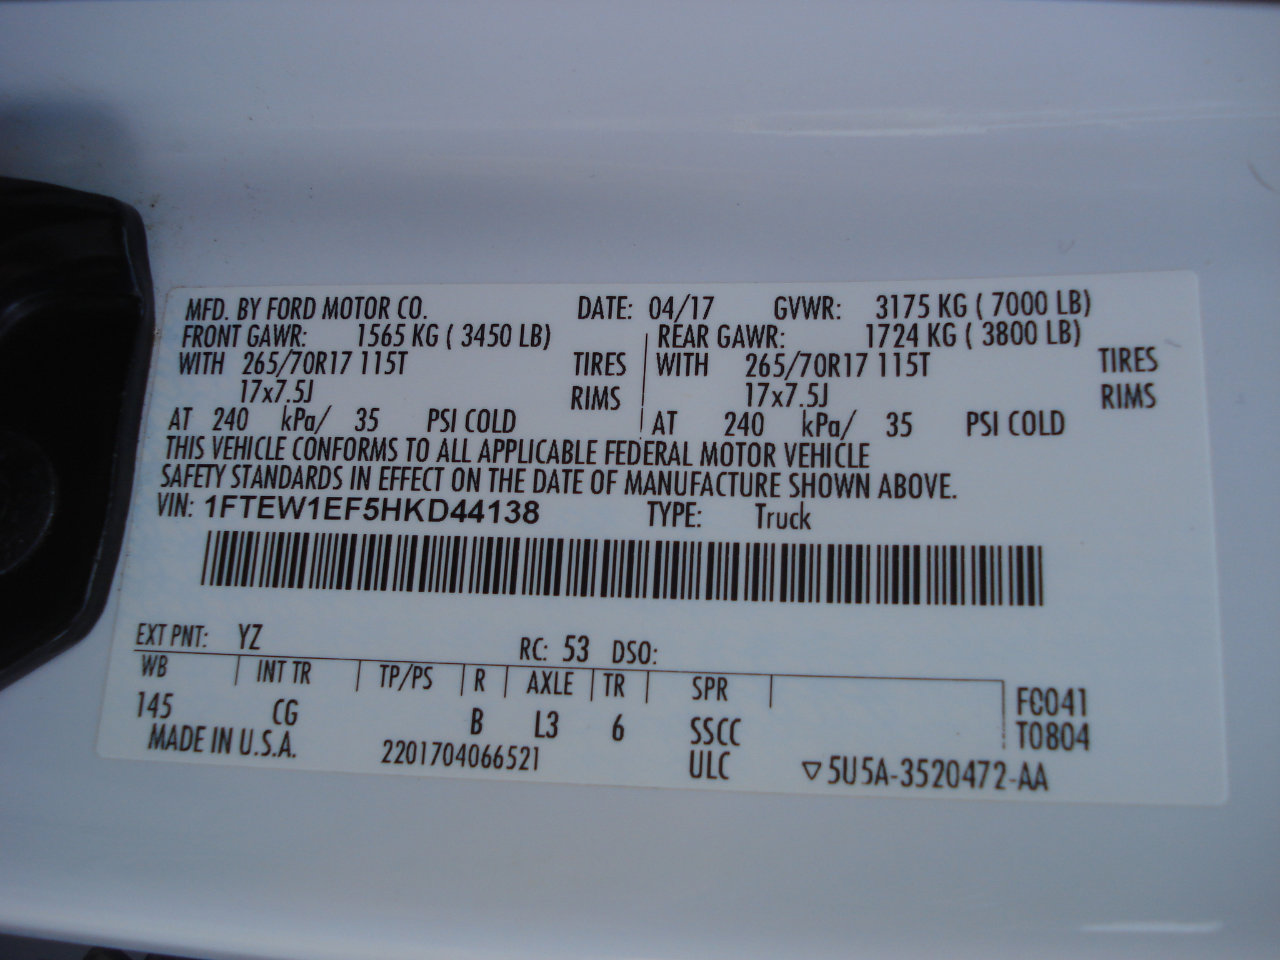 MFD. BY FORD MOTOR CO. DATE: 04/17 GVWR: 3175 KG ( 7000 LB)
FRONT GAWR: 1565 KG ( 3450 LB) REAR GAWR: 1724 KG ( 3800 LB)
WITH 265/70R17 115T TIRES WITH 265/70R17 115T TIRES
17x7.5J RIMS 17x7.5J RIMS
AT 240 kPa/ 35 PSI COLD AT 240 kPa/ 35 PSI COLD
THIS VEHICLE CONFORMS TO ALL APPLICABLE FEDERAL MOTOR VEHICLE
SAFETY STANDARDS IN EFFECT ON THE DATE OF MANUFACTURE SHOWN ABOVE.
VIN: 1FTEW1EF5HKD44138 TYPE: Truck
EXT PNT: YZ RC: 53 DSO:
WB INT TR TP/PS R AXLE TR SPR
145 CG B L3 6 SSCC FC041
T0804
MADE IN U.S.A. 2201704066521 ULC ▽5U5A-3520472-AA